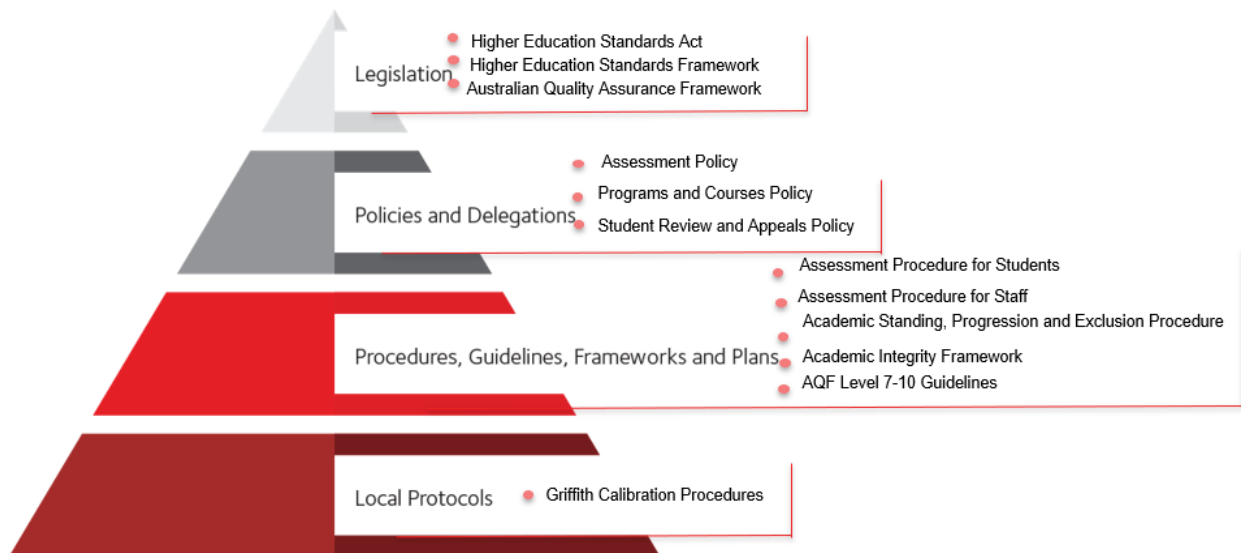 Legislation
Higher Education Standards Act
Higher Education Standards Framework
Australian Quality Assurance Framework
Policies and Delegations
Assessment Policy
Programs and Courses Policy
Student Review and Appeals Policy
Procedures, Guidelines, Frameworks and Plans
Assessment Procedure for Students
Assessment Procedure for Staff
Academic Standing, Progression and Exclusion Procedure
Academic Integrity Framework
AQF Level 7-10 Guidelines
Local Protocols
Griffith Calibration Procedures